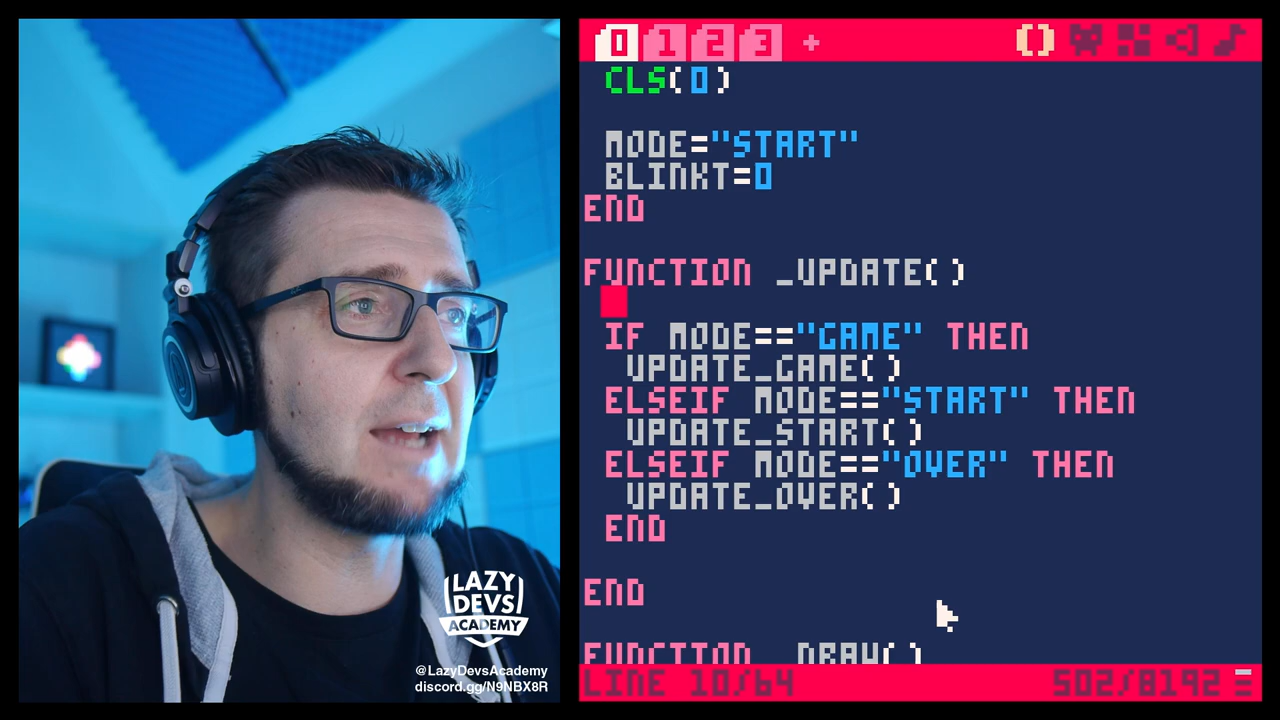 LAZY
DEVS
ACADEMY
@LazyDevsAcademy
discord.gg/N9NBX8R
0 1 2 3 +
CLS(0)
MODE="START"
BLINKT=0
END
FUNCTION _UPDATE()
IF MODE=="GAME" THEN
UPDATE_GAME()
ELSEIF MODE=="START" THEN
UPDATE_START()
ELSEIF MODE=="OVER" THEN
UPDATE_OVER()
END
END
FUNCTION _DRAW()
LINE 10/64
502/8192